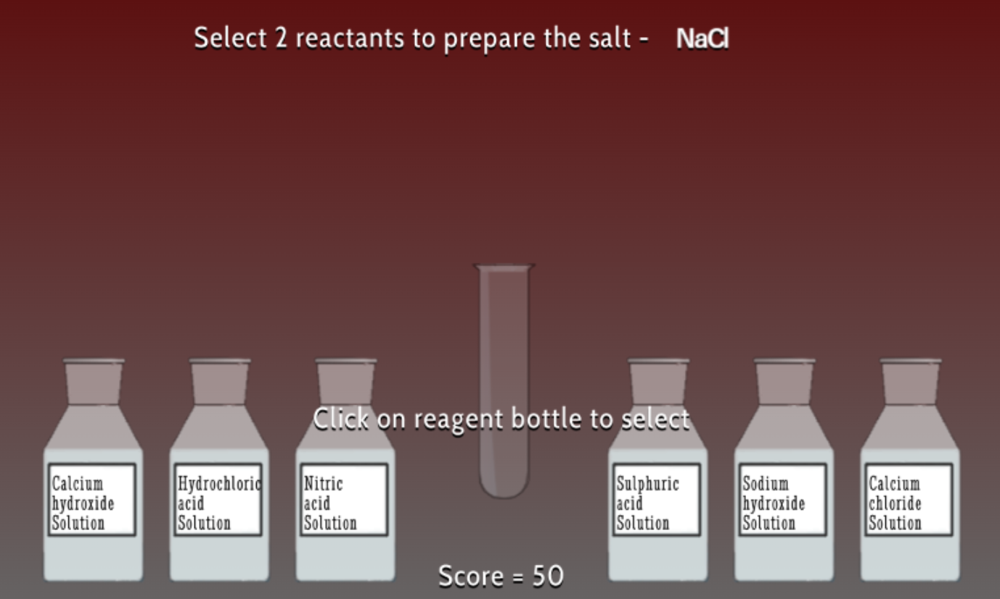 Select 2 reactants to prepare the salt - NaCl
Click on reagent bottle to select
Calcium
hydroxide
Solution
Hydrochloric
acid
Solution
Nitric
acid
Solution
Sulphuric
acid
Solution
Sodium
hydroxide
Solution
Calcium
chloride
Solution
Score = 50